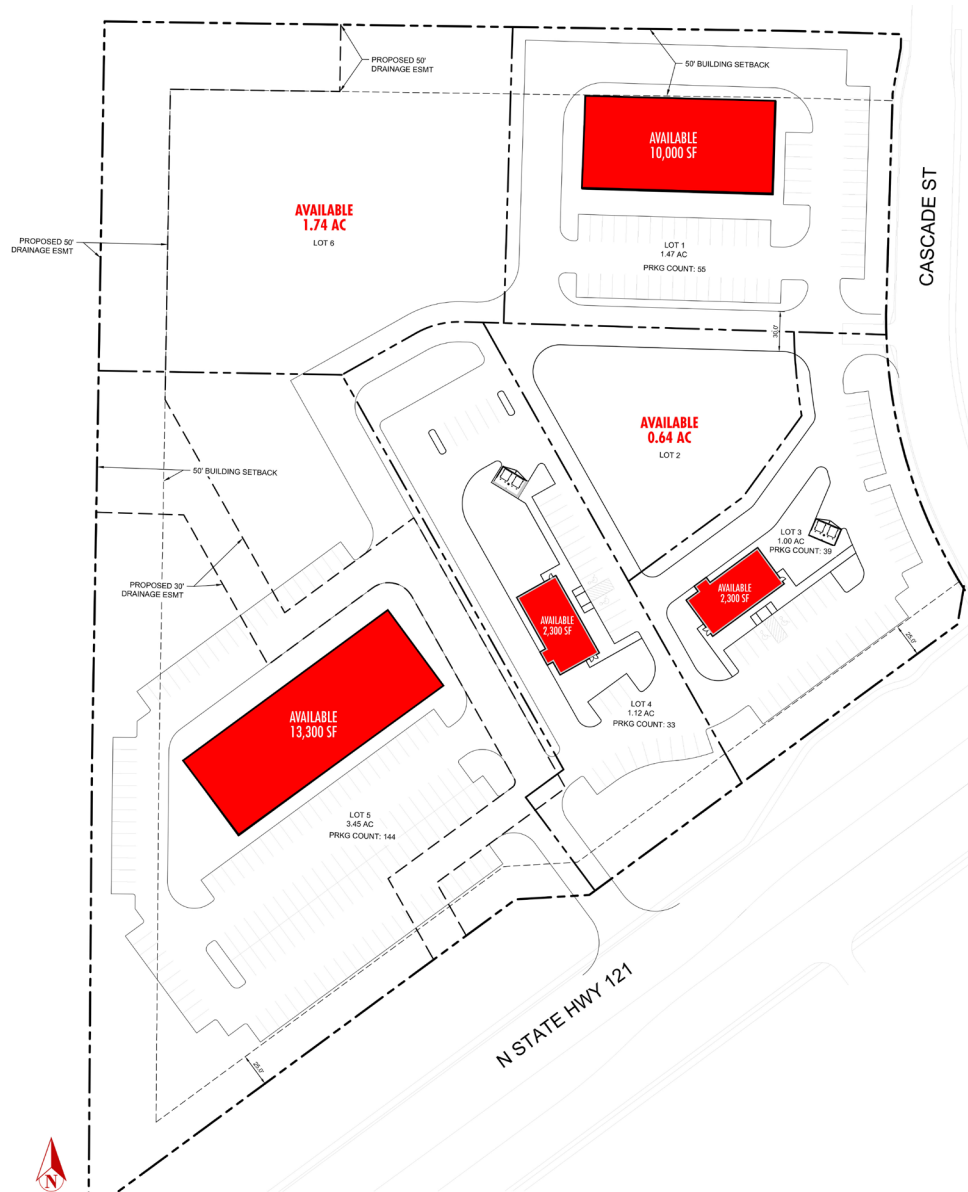 PROPOSED 50'
DRAINAGE ESMT
50' BUILDING SETBACK
AVAILABLE
10,000 SF
CASCADE ST
AVAILABLE
1.74 AC
LOT 6
PROPOSED 50'
DRAINAGE ESMT
LOT 1
1.47 AC
PRKG COUNT: 55
30.0'
AVAILABLE
0.64 AC
LOT 2
50' BUILDING SETBACK
LOT 3
1.00 AC
PRKG COUNT: 39
PROPOSED 30'
DRAINAGE ESMT
AVAILABLE
2,300 SF
AVAILABLE
2,300 SF
25.0'
LOT 4
1.12 AC
PRKG COUNT: 33
AVAILABLE
13,300 SF
LOT 5
3.45 AC
PRKG COUNT: 144
N STATE HWY 121
25.0'
N